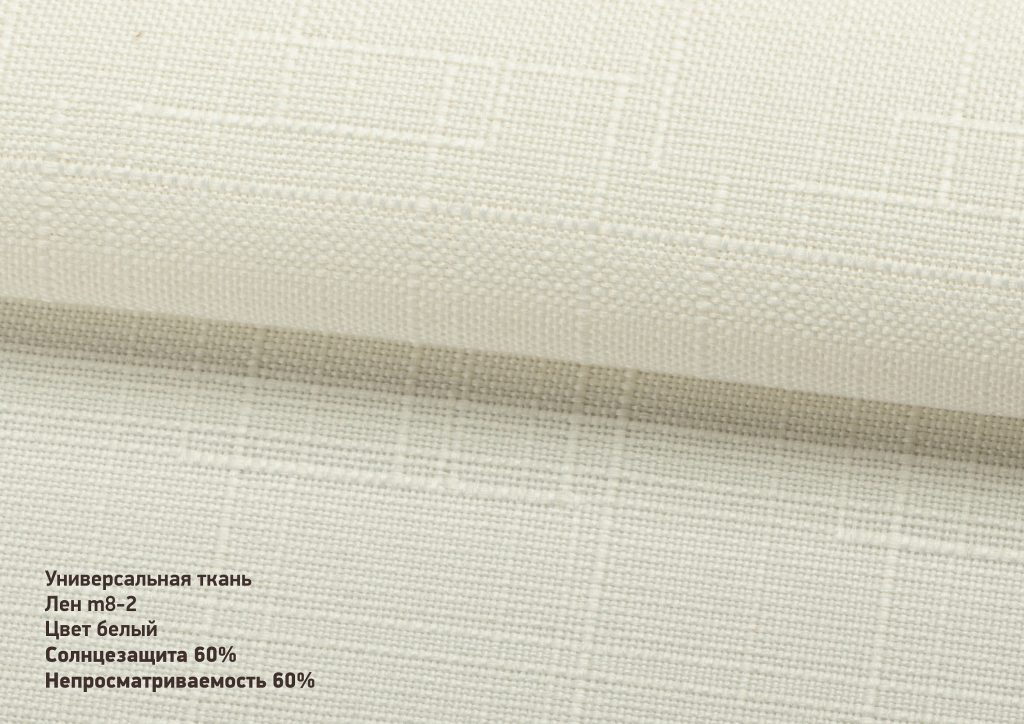 Универсальная ткань
Лен m8-2
Цвет белый
Солнцезащита 60%
Непросматриваемость 60%